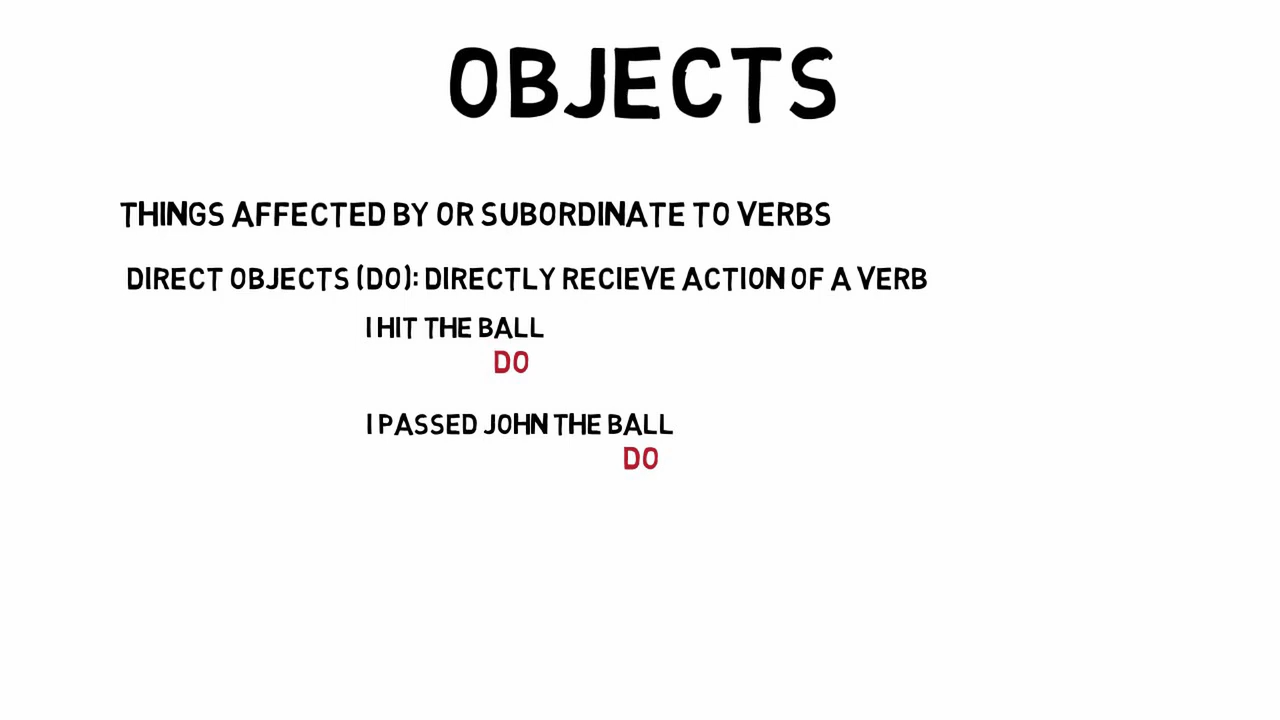 OBJECTS
THINGS AFFECTED BY OR SUBORDINATE TO VERBS
DIRECT OBJECTS (DO): DIRECTLY RECIEVE ACTION OF A VERB
I HIT THE BALL
DO
I PASSED JOHN THE BALL
DO